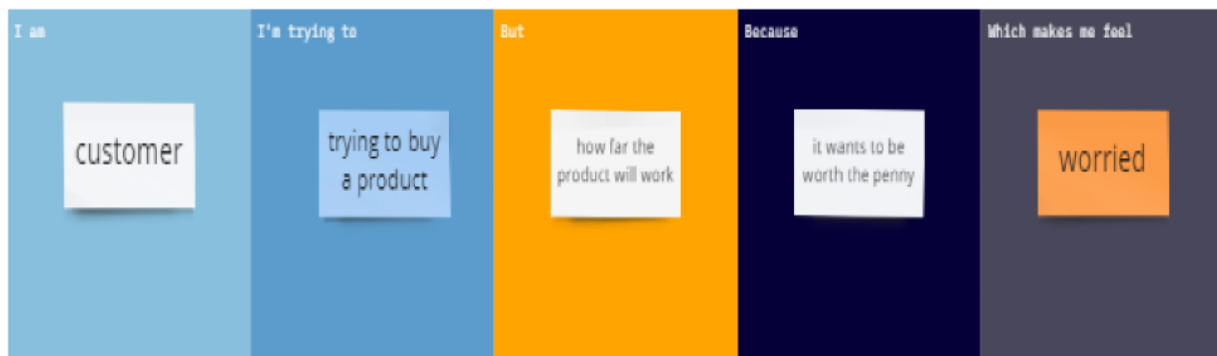 I am
customer
I'm trying to
trying to buy
a product
But
how far the
product will work
Because
it wants to be
worth the penny
Which makes me feel
worried